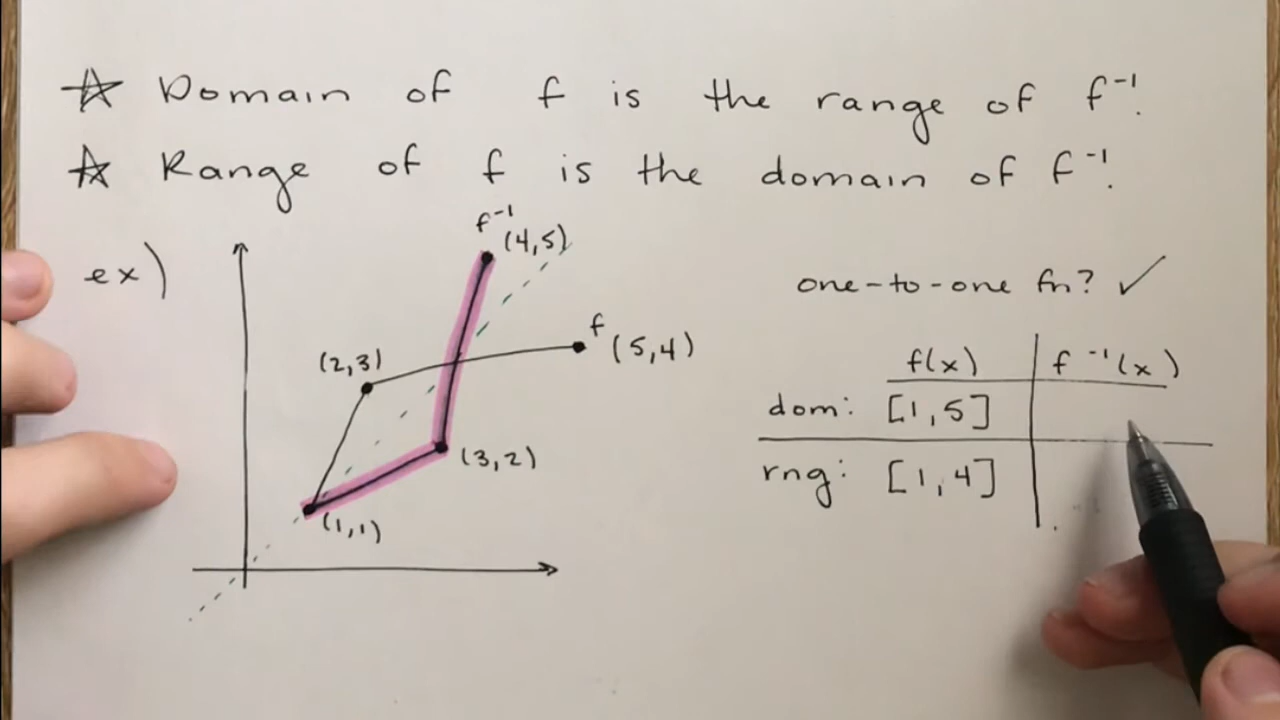 ☆ Domain of f is the range of f⁻¹.
☆ Range of f is the domain of f⁻¹.
ex)
f⁻¹
(4,5)
f
(5,4)
(2,3)
(3,2)
(1,1)
one-to-one fn? ✓
f(x) f⁻¹(x)
dom: [1,5]
rng: [1,4]